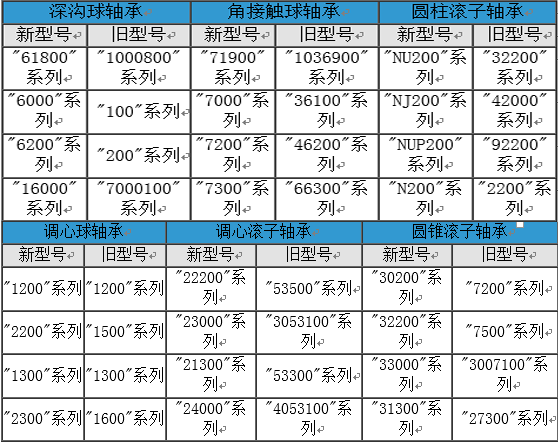 深沟球轴承 角接触球轴承 圆柱滚子轴承
新型号 旧型号 新型号 旧型号 新型号 旧型号
"61800" "1000800" "71900" "1036900" "NU200" "32200"
系列 系列 系列 系列 系列 系列
"6000"系 "100"系列 "7000"系 "36100" "NJ200" "42000"
列 列 系列 系列 系列
"6200"系 "200"系列 "7200" "46200" "NUP200" "92200"
列 系列 系列 系列 系列
"16000" "7000100" "7300" "66300" "N200" "2200"
系列 系列 系列 系列 系列 系列
调心球轴承 调心滚子轴承 圆锥滚子轴承
新型号 旧型号 新型号 旧型号 新型号 旧型号
"1200"系列 "1200"系列 "22200"系 "53500"系列 "30200"系 "7200"系列
列 列
"2200"系列 "1500"系列 "23000"系 "3053100"系 "32200"系 "7500"系列
列 列 列
"1300"系列 "1300"系列 "21300"系 "53300"系列 "33000"系 "3007100"系
列 列 列
"2300"系列 "1600"系列 "24000"系 "4053100"系 "31300"系 "27300"系列
列 列 列